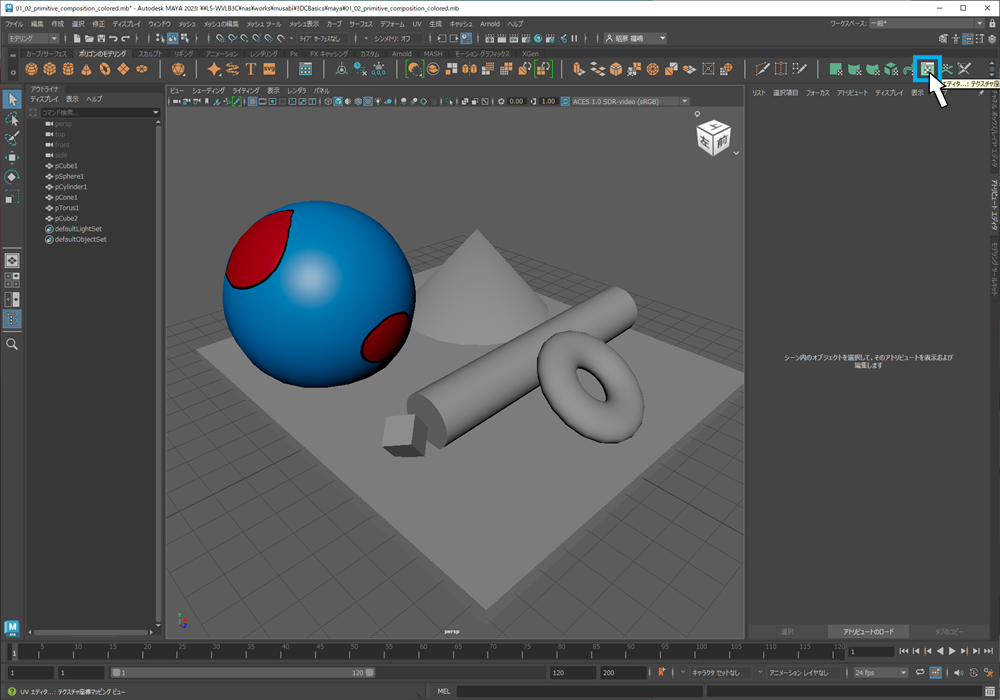 01_02_primitive_composition_colored.mb* - Autodesk MAYA 2023: ¥¥LS-WVLB3C¥nas¥works¥musabi¥3DCBasics¥maya¥01_02_primitive_composition_colored.mb
ファイル 編集 作成 選択 修正 ディスプレイ ウィンドウ メッシュ メッシュの編集 メッシュ ツール メッシュ表示 カーブ サーフェス デフォーム UV 生成 キャッシュ Arnold ヘルプ
ワークスペース: 一般*
モデリング
ライブ サーフェスなし
シンメトリ: オフ
カーブ/サーフェス ポリゴンのモデリング スカルプト リギング アニメーション レンダリング Fx FX キャッシング カスタム Arnold MASH モーション グラフィックス XGen
エディタ...: テクスチャ座
アウトライナ
ディスプレイ 表示 ヘルプ
コマンド検索...
persp
top
front
side
pCube1
pSphere1
pCylinder1
pCone1
pTorus1
pCube2
defaultLightSet
defaultObjectSet
ビュー シェーディング ライティング 表示 レンダラ パネル
0.00 1.00 ACES 1.0 SDR-video (sRGB)
上 左 前
persp
リスト 選択項目 フォーカス アトリビュート ディスプレイ 表示
アトリビュート エディタ
シーン内のオブジェクトを選択して、そのアトリビュートを表示および
編集します
選択 アトリビュートのロード タブのコピー
1 5 10 15 20 25 30 35 40 45 50 55 60 65 70 75 80 85 90 95 100 105 110 115 120 1
1 1 1 120 120 200 キャラクタ セットなし アニメーション レイヤなし 24 fps
UV エディタ...: テクスチャ座標マッピング ビュー
MEL